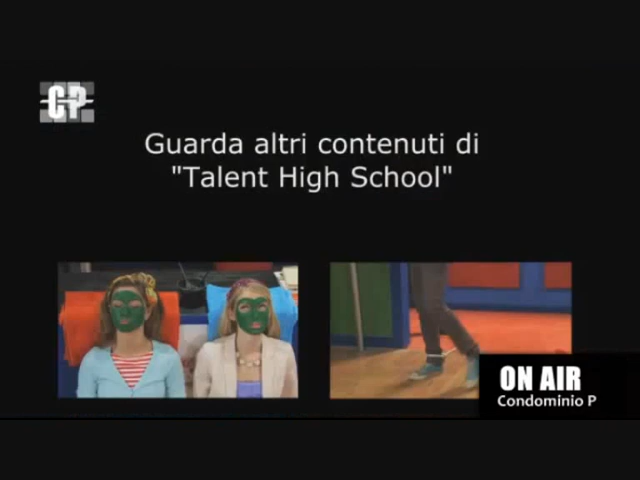 CP
Guarda altri contenuti di
"Talent High School"
ON AIR
Condominio P